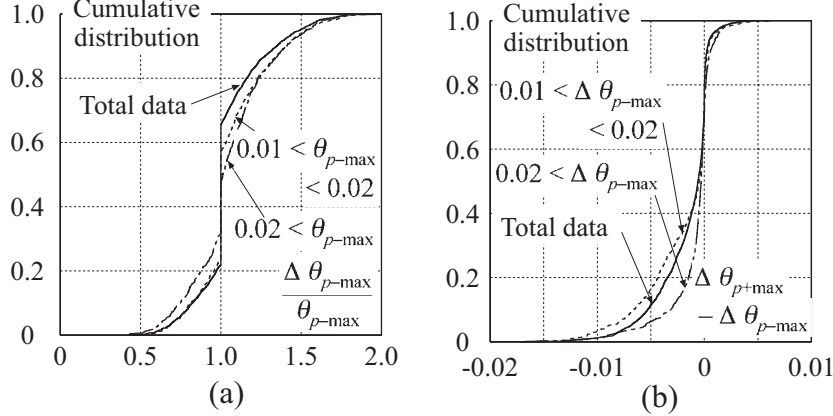 Cumulative
distribution
1.0
0.8
0.6
0.4
0.2
0
0
0.5
1.0
1.5
2.0
Total data
0.01 < θp–max
< 0.02
0.02 < θp–max
Δ θp–max
θp–max
(a)
Cumulative
distribution
1.0
0.8
0.6
0.4
0.2
0.0
-0.02
-0.01
0
0.01
0.01 < Δ θp–max
< 0.02
0.02 < Δ θp–max
Total data
Δ θp+max
– Δ θp–max
(b)